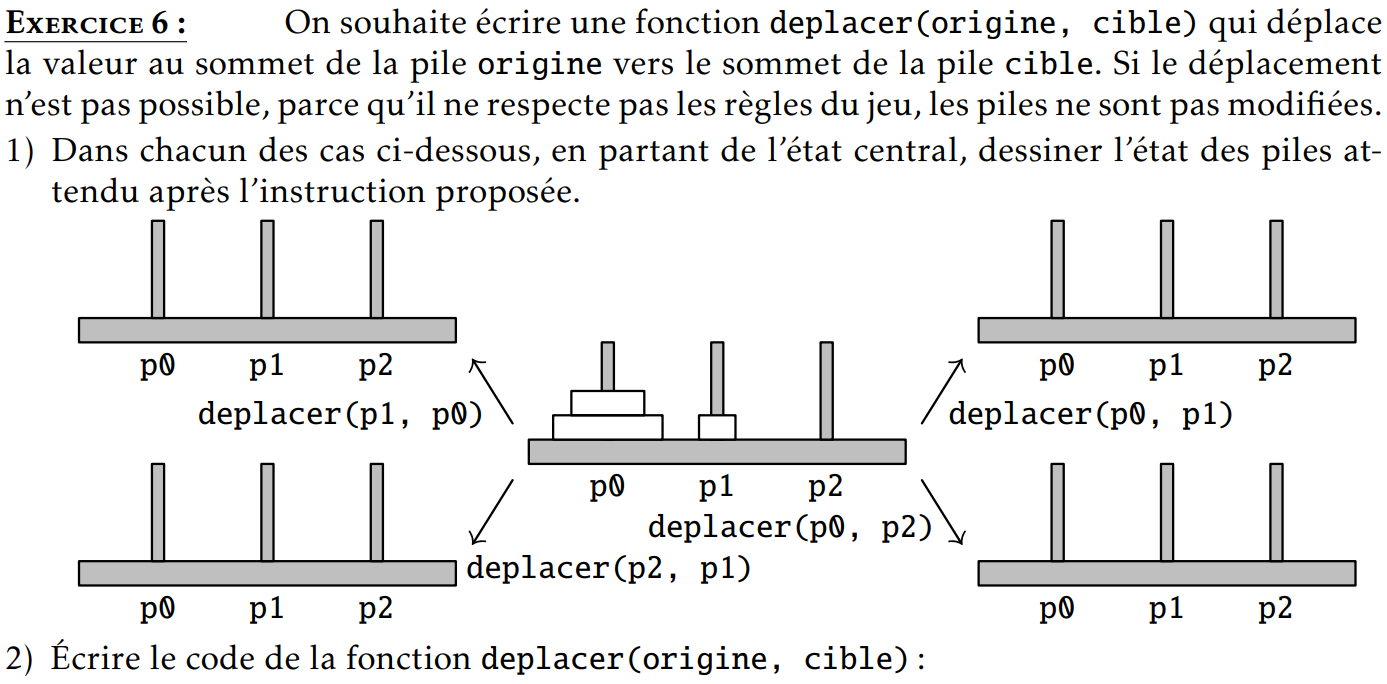 EXERCICE 6 : On souhaite écrire une fonction deplacer(origine, cible) qui déplace
la valeur au sommet de la pile origine vers le sommet de la pile cible. Si le déplacement
n'est pas possible, parce qu'il ne respecte pas les règles du jeu, les piles ne sont pas modifiées.
1) Dans chacun des cas ci-dessous, en partant de l'état central, dessiner l'état des piles at-
tendu après l'instruction proposée.
p0 p1 p2
deplacer(p1, p0)
p0 p1 p2
deplacer(p0, p1)
p0 p1 p2
deplacer(p0, p2)
deplacer(p2, p1)
p0 p1 p2
p0 p1 p2
2) Écrire le code de la fonction deplacer(origine, cible) :